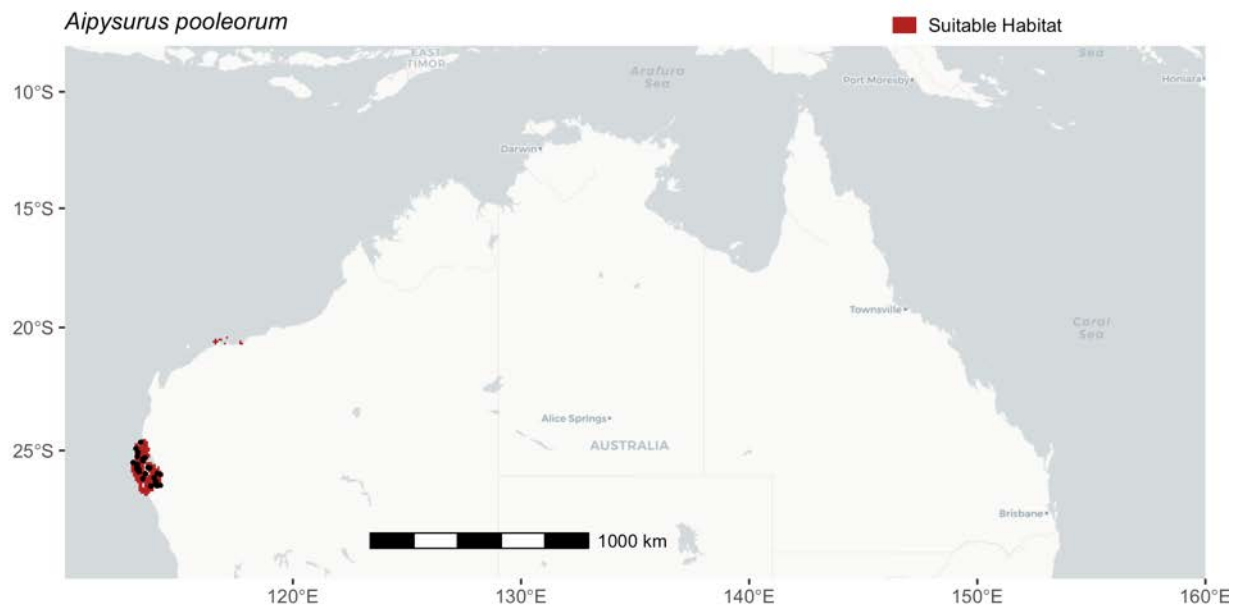 Aipysurus pooleorum
Suitable Habitat
EAST
TIMOR
Arafura
Sea
Port Moresby
Sea
Honiara
10°S
Darwin
15°S
Townsville
20°S
Coral
Sea
Alice Springs
AUSTRALIA
25°S
Brisbane
1000 km
120°E
130°E
140°E
150°E
160°E